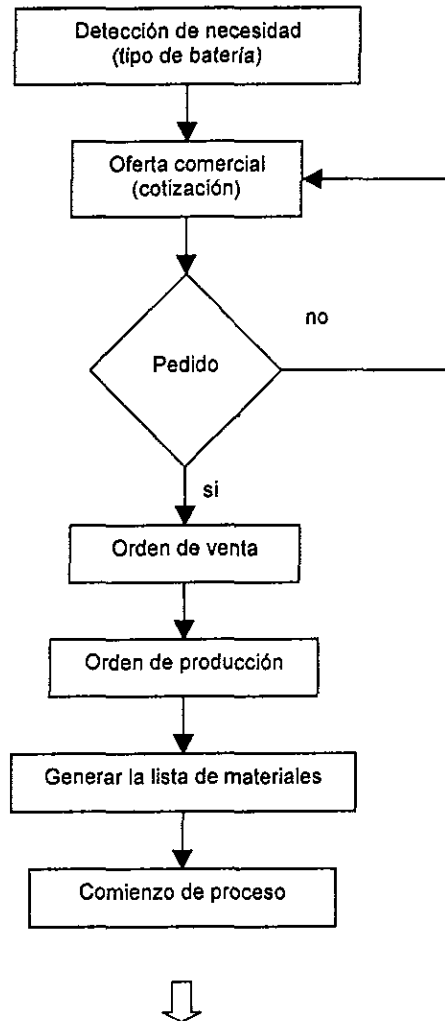 Detección de necesidad
(tipo de batería)
Oferta comercial
(cotización)
no
Pedido
si
Orden de venta
Orden de producción
Generar la lista de materiales
Comienzo de proceso